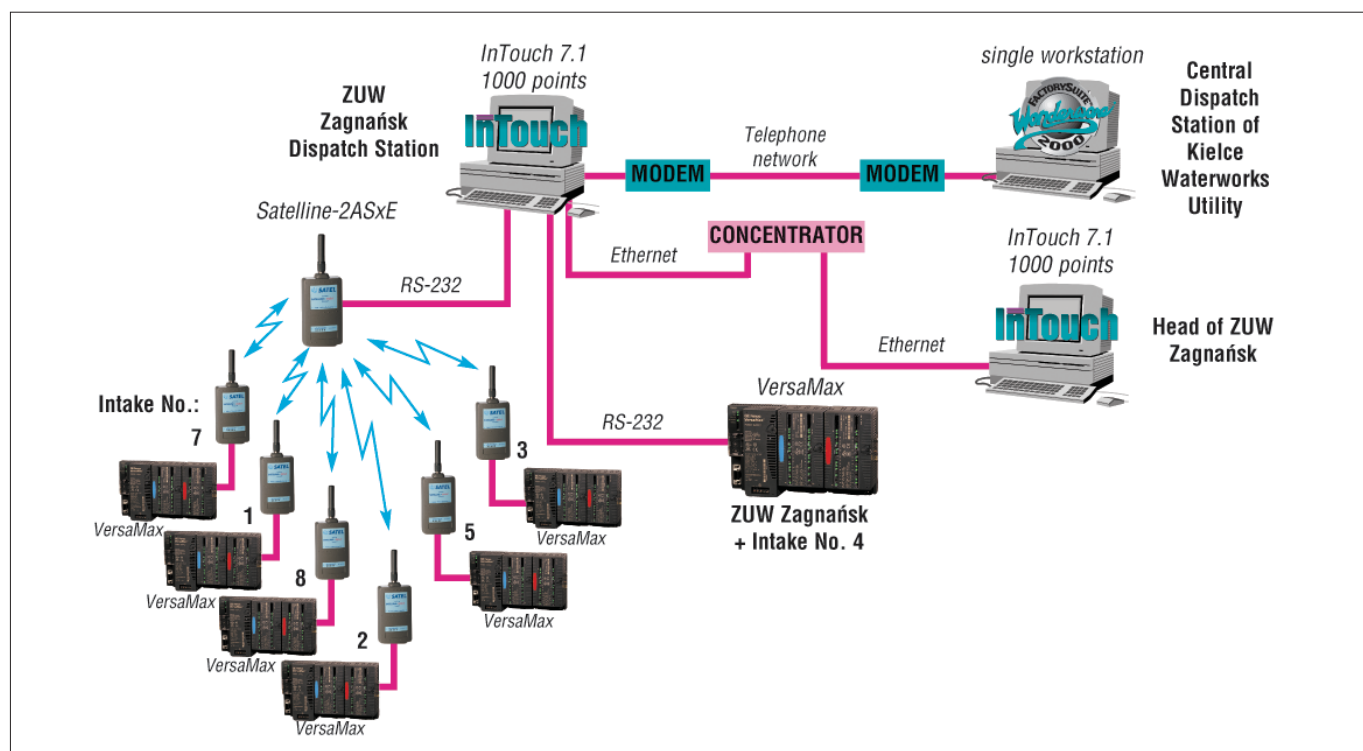 InTouch 7.1
1000 points
ZUW
Zagnańsk
Dispatch Station
InTouch
single workstation
FACTORYSUITE
Wonderware
2000
Central
Dispatch
Station of
Kielce
Waterworks
Utility
Telephone
network
MODEM
MODEM
Satelline-2ASxE
CONCENTRATOR
Ethernet
InTouch 7.1
1000 points
RS-232
SATEL
InTouch
Head of ZUW
Zagnańsk
Ethernet
VersaMax
Intake No.:
7
SATEL
3
RS-232
VersaMax
1
SATEL
5
VersaMax
ZUW Zagnańsk
+ Intake No. 4
VersaMax
8
VersaMax
VersaMax
2
VersaMax